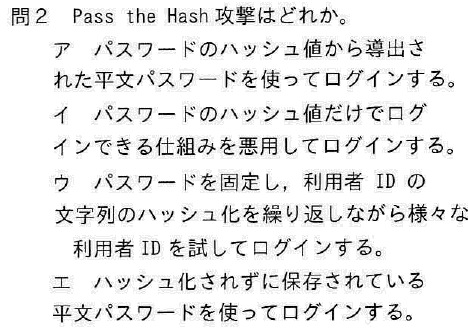 問２　Pass the Hash 攻撃はどれか。
ア　パスワードのハッシュ値から導出さ
れた平文パスワードを使ってログインする。
イ　パスワードのハッシュ値だけでログ
インできる仕組みを悪用してログインする。
ウ　パスワードを固定し，利用者 ID の
文字列のハッシュ化を繰り返しながら様々な
利用者 ID を試してログインする。
エ　ハッシュ化されずに保存されている
平文パスワードを使ってログインする。